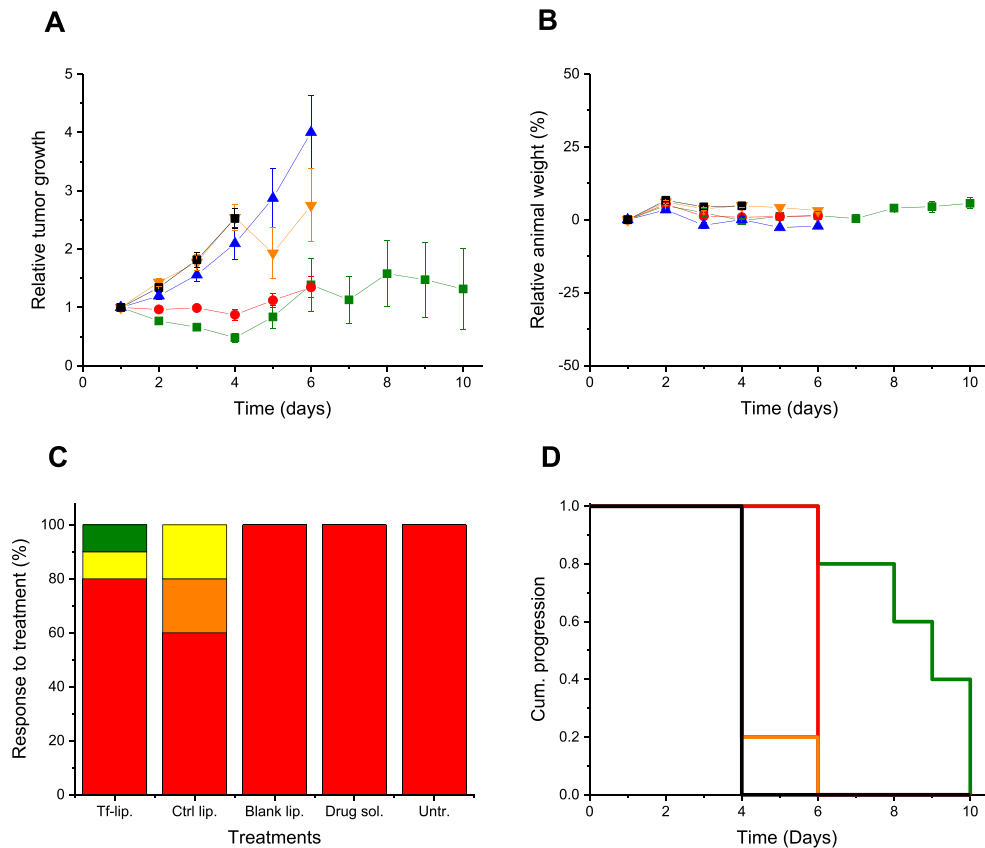 A
B
5
4
3
2
1
0
Relative tumor growth
0
2
4
6
8
10
Time (days)
50
25
0
-25
-50
Relative animal weight (%)
0
2
4
6
8
10
Time (days)
C
D
100
80
60
40
20
0
Response to treatment (%)
Tf-lip.
Ctrl lip.
Blank lip.
Drug sol.
Untr.
Treatments
1.0
0.8
0.6
0.4
0.2
0.0
Cum. progression
0
2
4
6
8
10
Time (Days)